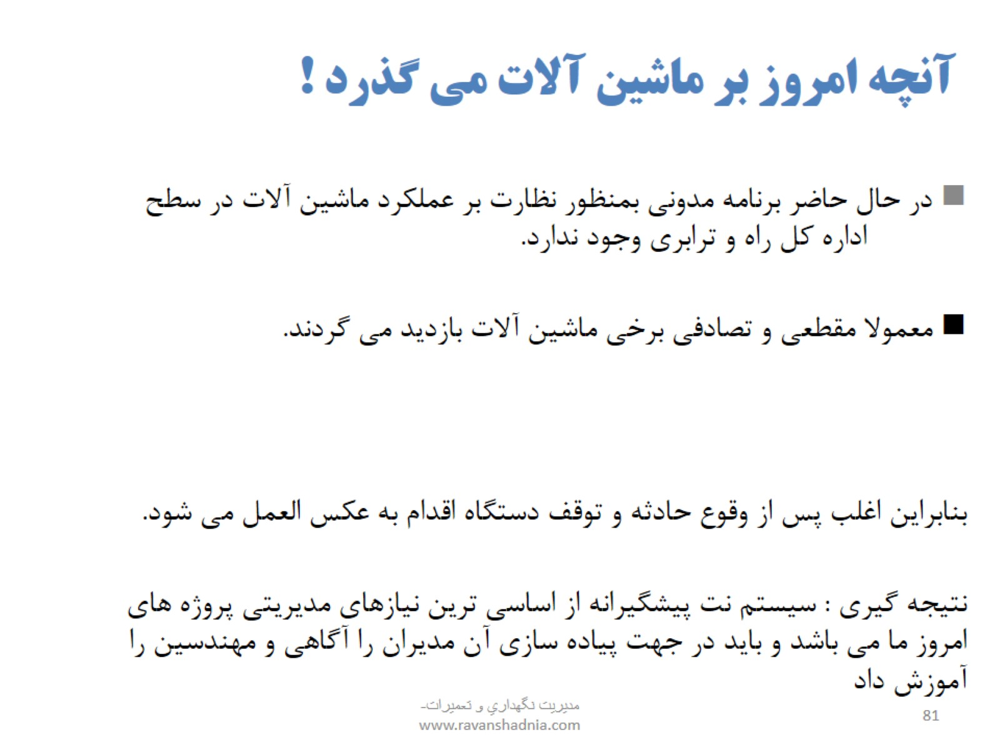 آنچه امروز بر ماشین آلات می گذرد !
در حال حاضر برنامه مدونی بمنظور نظارت بر عملکرد ماشین آلات در سطح
اداره کل راه و ترابری وجود ندارد.
معمولا مقطعی و تصادفی برخی ماشین آلات بازدید می گردند.
بنابراین اغلب پس از وقوع حادثه و توقف دستگاه اقدام به عکس العمل می شود.
نتیجه گیری : سیستم نت پیشگیرانه از اساسی ترین نیازهای مدیریتی پروژه های
امروز ما می باشد و باید در جهت پیاده سازی آن مدیران را آگاهی و مهندسین را
آموزش داد
مديريت نگهداري و تعميرات-
www.ravanshadnia.com
81